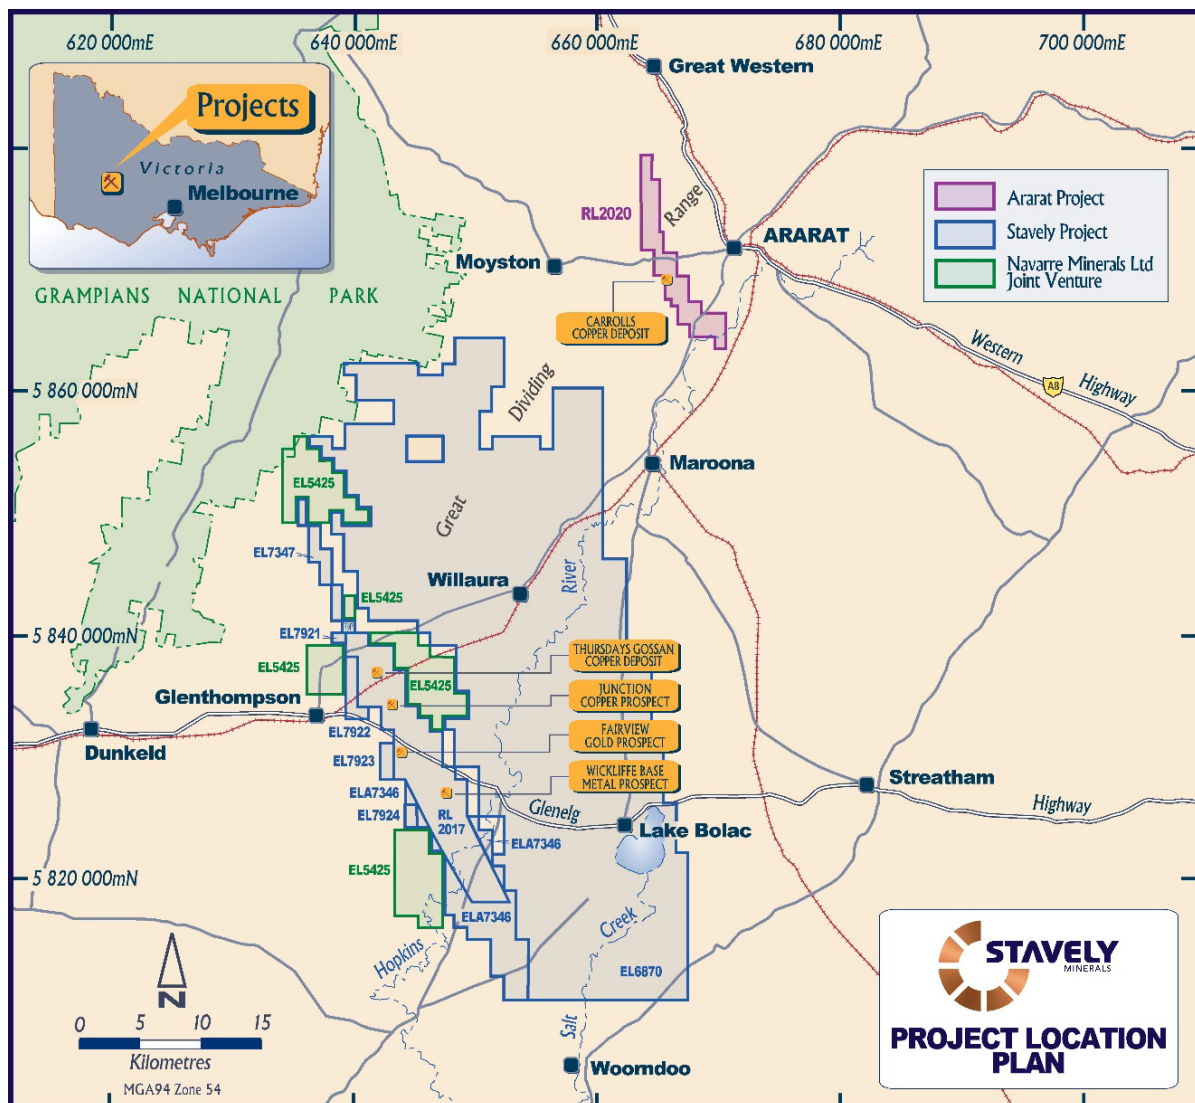 620 000mE
640 000mE
660 000mE
680 000mE
700 000mE
Great Western
Projects
Victoria
Melbourne
Ararat Project
Stavely Project
Navarre Minerals Ltd
Joint Venture
RL2020
Range
ARARAT
Moyston
GRAMPIANS NATIONAL PARK
CARROLLS
COPPER DEPOSIT
Western
Highway
A8
5 860 000mN
Dividing
Maroona
EL5425
Great
EL7347
Willaura
River
EL5425
5 840 000mN
EL7921
THURSDAYS GOSSAN
COPPER DEPOSIT
EL5425
EL5425
JUNCTION
COPPER PROSPECT
Glenthompson
EL7922
FAIRVIEW
GOLD PROSPECT
Dunkeld
EL7923
WICKLIFFE BASE
METAL PROSPECT
Streatham
ELA7346
EL7924
RL
2017
Glenelg
Highway
Lake Bolac
ELA7346
EL5425
5 820 000mN
ELA7346
Creek
Hopkins
EL6870
Salt
N
STAVELY
MINERALS
PROJECT LOCATION
PLAN
0 5 10 15
Kilometres
MGA94 Zone 54
Woorndoo